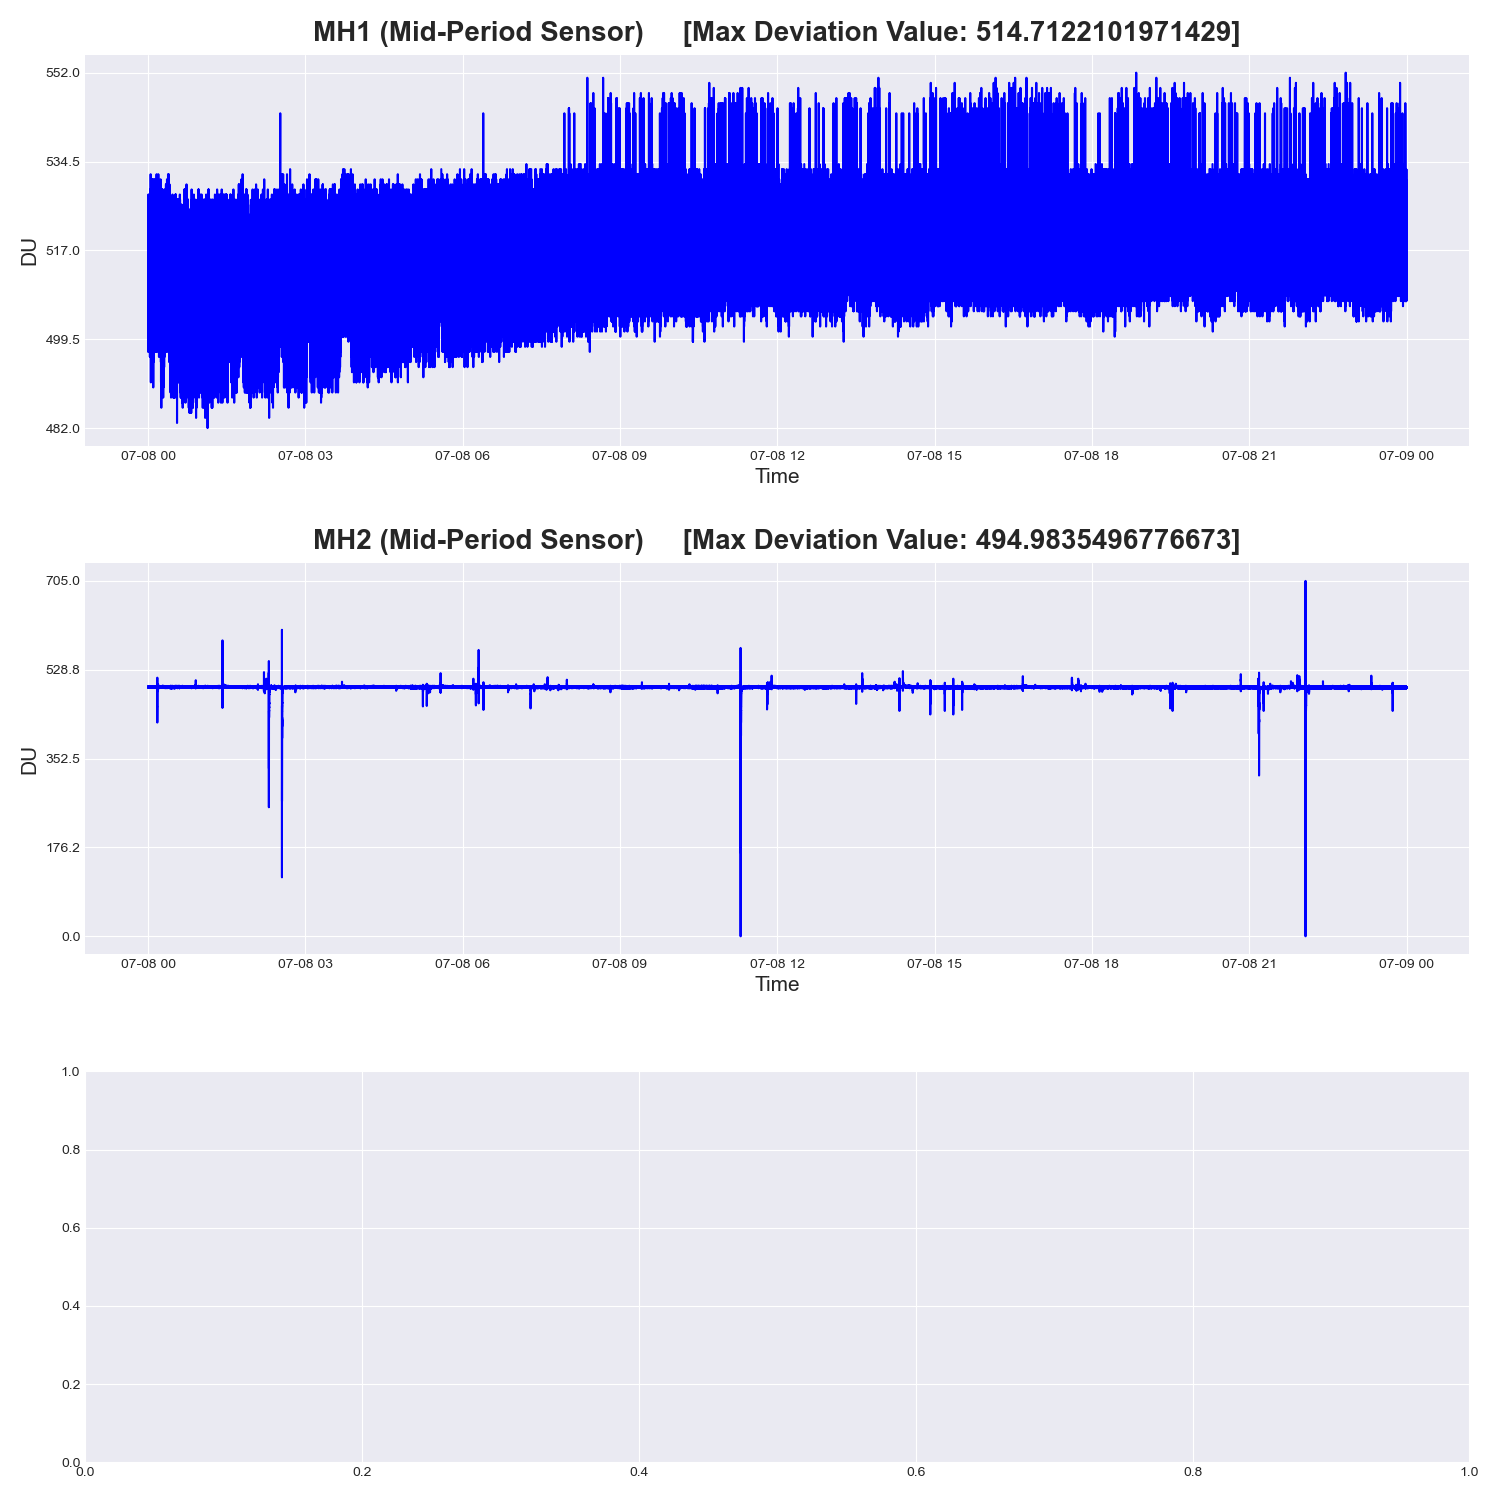 MH1 (Mid-Period Sensor) [Max Deviation Value: 514.7122101971429]
552.0
534.5
517.0
499.5
482.0
DU
07-08 00 07-08 03 07-08 06 07-08 09 07-08 12 07-08 15 07-08 18 07-08 21 07-09 00
Time
MH2 (Mid-Period Sensor) [Max Deviation Value: 494.9835496776673]
705.0
528.8
352.5
176.2
0.0
DU
07-08 00 07-08 03 07-08 06 07-08 09 07-08 12 07-08 15 07-08 18 07-08 21 07-09 00
Time
1.0
0.8
0.6
0.4
0.2
0.0
0.0 0.2 0.4 0.6 0.8 1.0